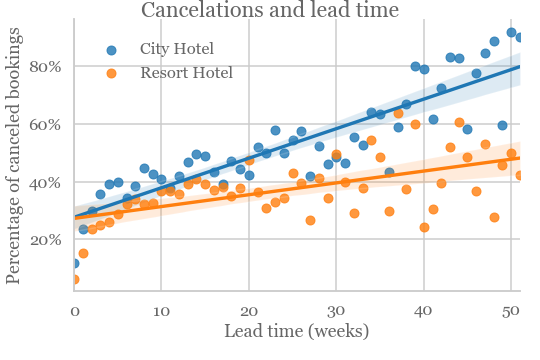 Cancelations and lead time
City Hotel
Resort Hotel
Percentage of canceled bookings
80%
60%
40%
20%
0
10
20
30
40
50
Lead time (weeks)